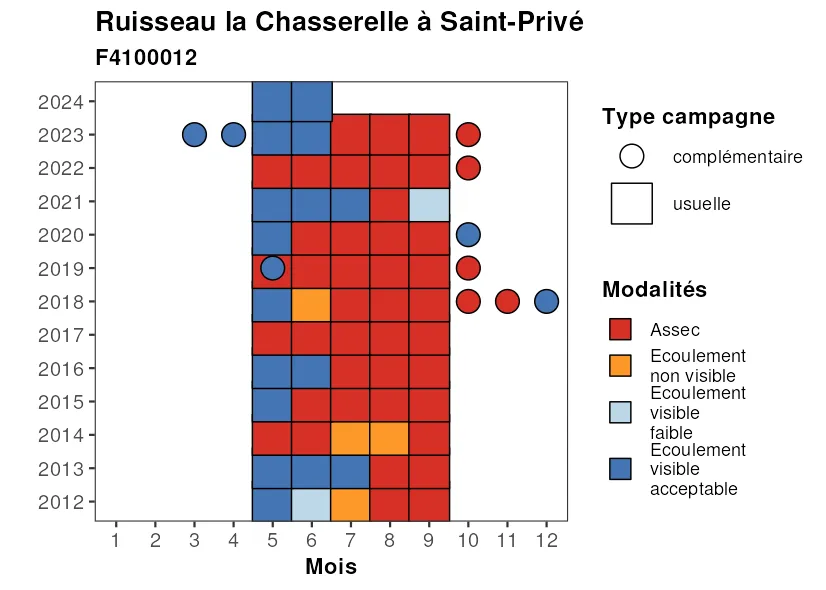 Ruisseau la Chasserelle à Saint-Privé
F4100012
2024
2023
2022
2021
2020
2019
2018
2017
2016
2015
2014
2013
2012
1 2 3 4 5 6 7 8 9 10 11 12
Mois
Type campagne
complémentaire
usuelle
Modalités
Assec
Ecoulement
non visible
Ecoulement
visible
faible
Ecoulement
visible
acceptable